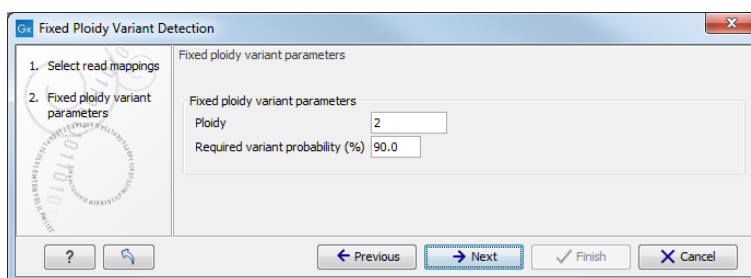 Gx Fixed Ploidy Variant Detection X
1. Select read mappings
2. Fixed ploidy variant
parameters
Fixed ploidy variant parameters
Fixed ploidy variant parameters
Ploidy 2
Required variant probability (%) 90.0
? Previous Next Finish Cancel